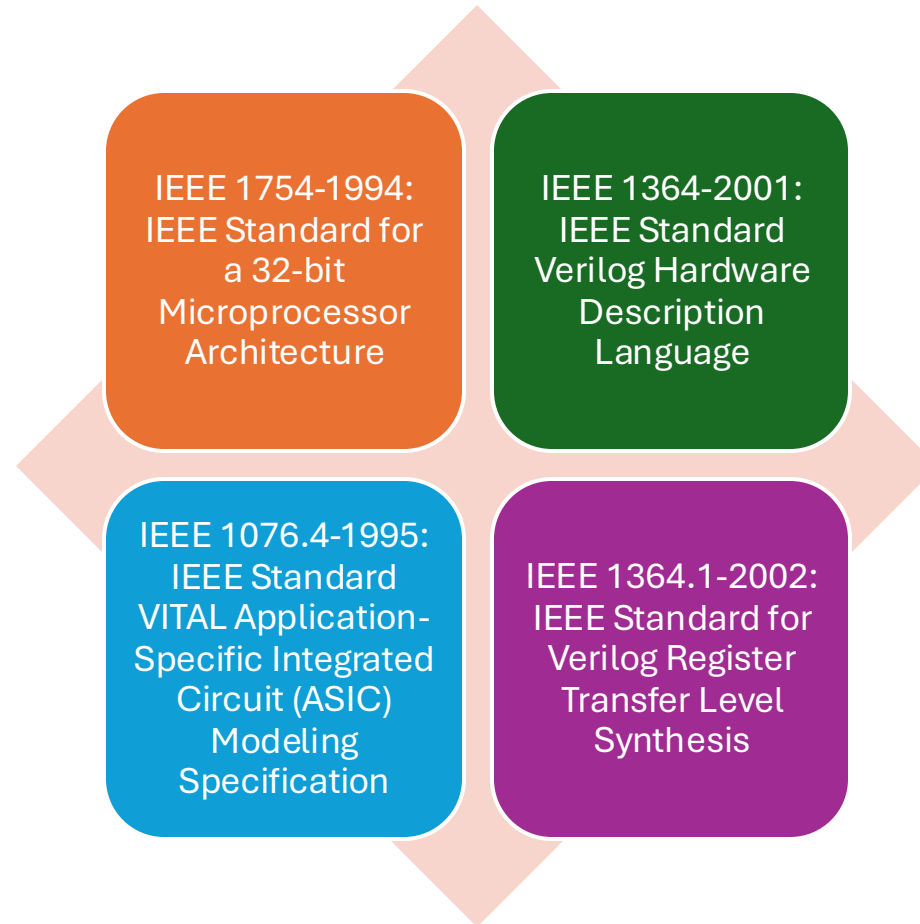 IEEE 1754-1994:
IEEE Standard for
a 32-bit
Microprocessor
Architecture
IEEE 1364-2001:
IEEE Standard
Verilog Hardware
Description
Language
IEEE 1076.4-1995:
IEEE Standard
VITAL Application-
Specific Integrated
Circuit (ASIC)
Modeling
Specification
IEEE 1364.1-2002:
IEEE Standard for
Verilog Register
Transfer Level
Synthesis